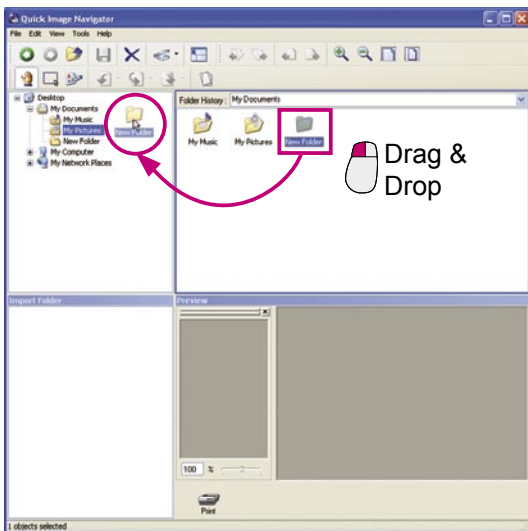 Quick Image Navigator
File Edit View Tools Help
Desktop
My Documents
My Music
My Pictures
New Folder
My Computer
My Network Places
New Folder
Folder History: My Documents
My Music My Pictures New Folder
Drag &
Drop
Import Folder
Preview
100 %
Print
1 objects selected